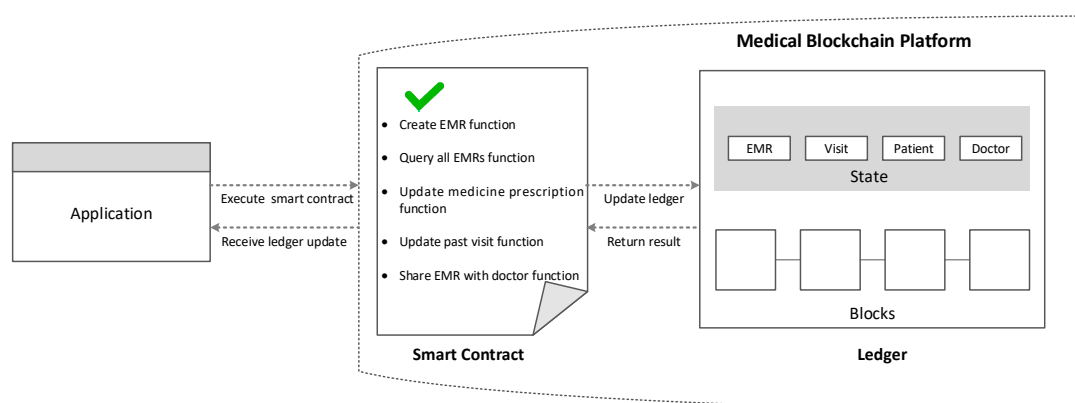 Medical Blockchain Platform
Application
Execute smart contract
Receive ledger update
• Create EMR function
• Query all EMRs function
• Update medicine prescription
function
• Update past visit function
• Share EMR with doctor function
Smart Contract
Update ledger
Return result
EMR
Visit
Patient
Doctor
State
Blocks
Ledger